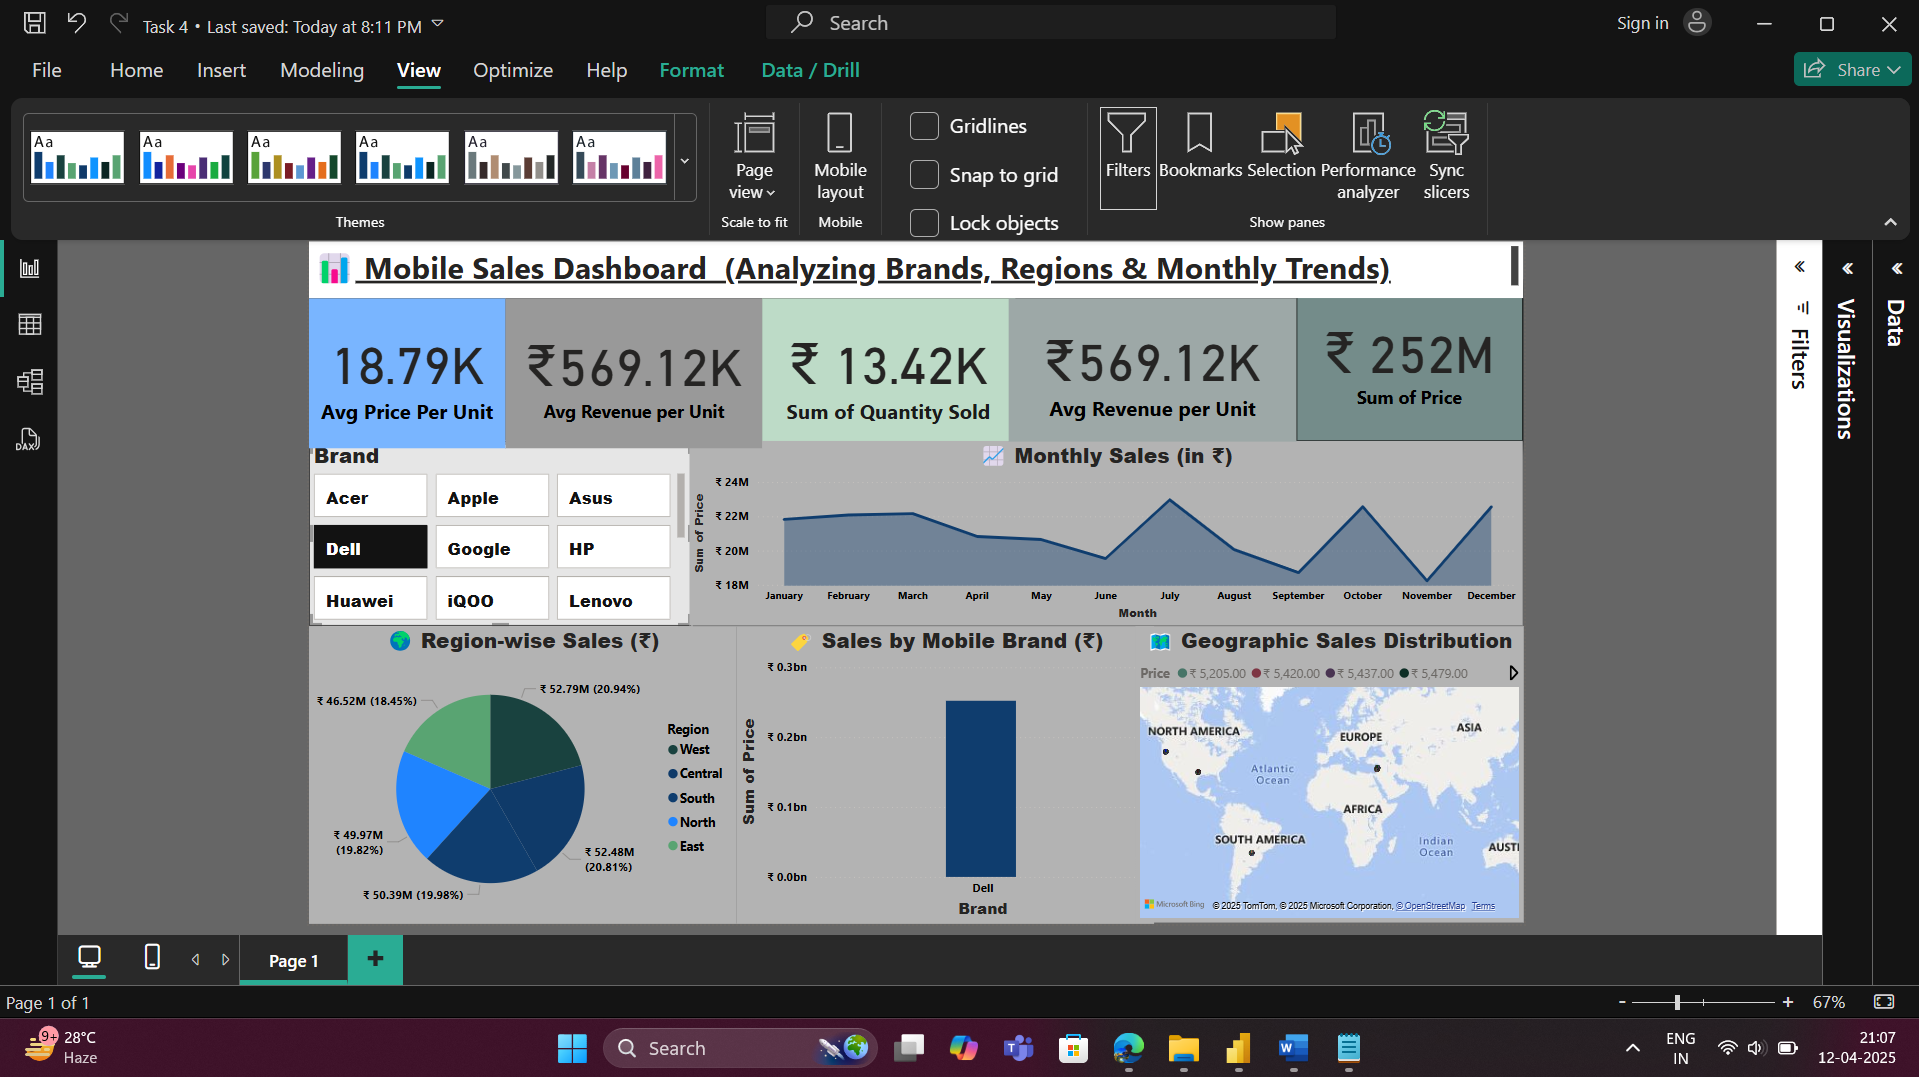 Task 4 • Last saved: Today at 8:11 PM
Search
Sign in
File Home Insert Modeling View Optimize Help Format Data / Drill
Share
Aa Aa Aa Aa Aa Aa
Themes
Page view
Scale to fit
Mobile layout
Mobile
Gridlines
Snap to grid
Lock objects
Filters
Bookmarks
Selection
Performance analyzer
Sync slicers
Show panes
Mobile Sales Dashboard (Analyzing Brands, Regions & Monthly Trends)
18.79K
Avg Price Per Unit
₹569.12K
Avg Revenue per Unit
₹ 13.42K
Sum of Quantity Sold
₹569.12K
Avg Revenue per Unit
₹ 252M
Sum of Price
Brand
Acer Apple Asus
Dell Google HP
Huawei iQOO Lenovo
Monthly Sales (in ₹)
Sum of Price
₹ 24M
₹ 22M
₹ 20M
₹ 18M
January February March April May June July August September October November December
Month
Region-wise Sales (₹)
₹ 52.79M (20.94%)
₹ 46.52M (18.45%)
₹ 49.97M
(19.82%)
₹ 52.48M
(20.81%)
₹ 50.39M (19.98%)
Region
West
Central
South
North
East
Sales by Mobile Brand (₹)
Sum of Price
₹ 0.3bn
₹ 0.2bn
₹ 0.1bn
₹ 0.0bn
Dell
Brand
Geographic Sales Distribution
Price ₹ 5,205.00 ₹ 5,420.00 ₹ 5,437.00 ₹ 5,479.00
NORTH AMERICA
EUROPE
ASIA
Atlantic
Ocean
AFRICA
SOUTH AMERICA
Indian
Ocean
AUSTI
Microsoft Bing
© 2025 TomTom, © 2025 Microsoft Corporation, © OpenStreetMap Terms
Filters
Visualizations
Data
DAX
Page 1
+
Page 1 of 1
- + 67%
9+
28°C
Haze
Search
ENG
IN
21:07
12-04-2025